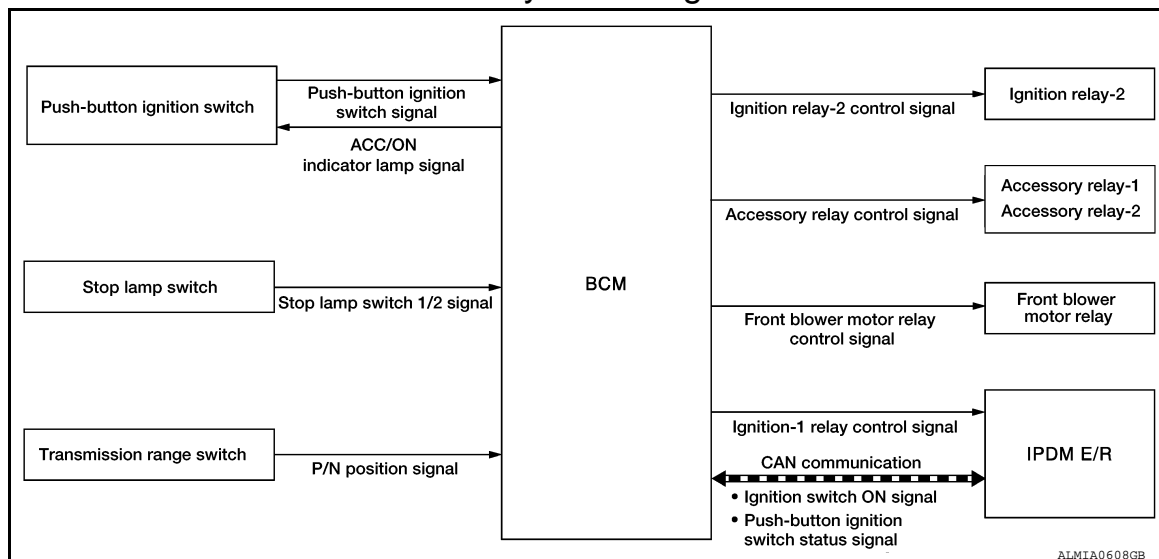 Push-button ignition switch
Push-button ignition
switch signal
ACC/ON
indicator lamp signal
Stop lamp switch
Stop lamp switch 1/2 signal
Transmission range switch
P/N position signal
BCM
Ignition relay-2 control signal
Ignition relay-2
Accessory relay control signal
Accessory relay-1
Accessory relay-2
Front blower motor relay
control signal
Front blower
motor relay
Ignition-1 relay control signal
IPDM E/R
CAN communication
• Ignition switch ON signal
• Push-button ignition
switch status signal
ALMIA0608GB